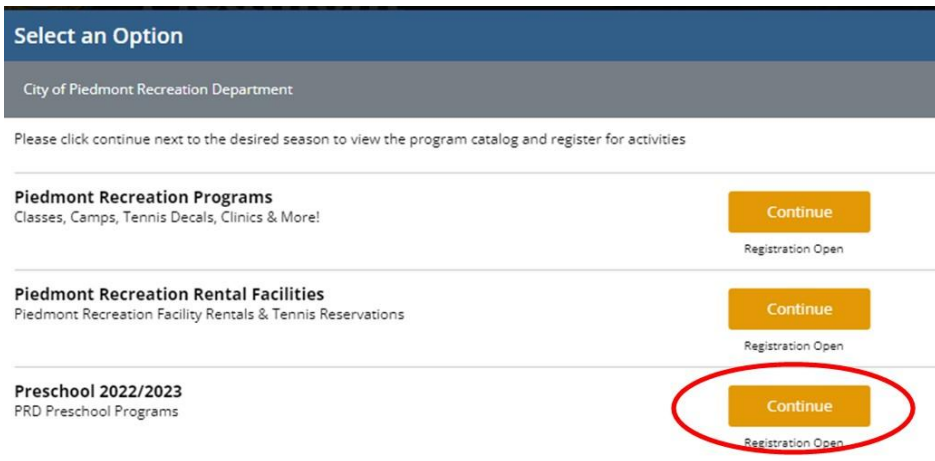 Select an Option
City of Piedmont Recreation Department
Please click continue next to the desired season to view the program catalog and register for activities
Piedmont Recreation Programs
Classes, Camps, Tennis Decals, Clinics & More!
Continue
Registration Open
Piedmont Recreation Rental Facilities
Piedmont Recreation Facility Rentals & Tennis Reservations
Continue
Registration Open
Preschool 2022/2023
PRD Preschool Programs
Continue
Registration Open